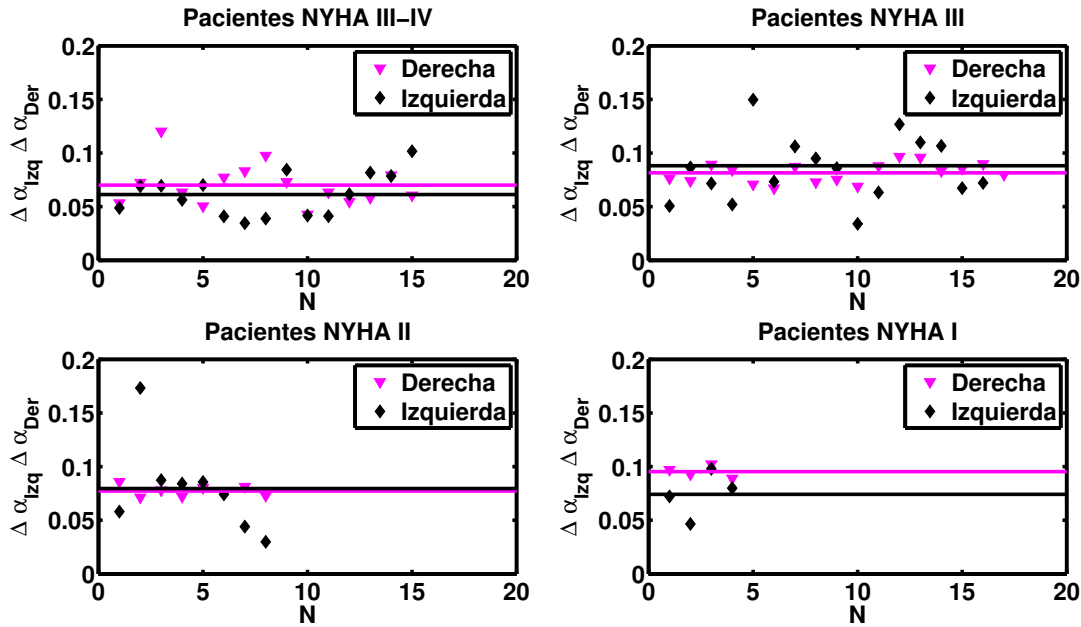 Pacientes NYHA III−IV
0.2
0.15
0.1
0.05
0
Δ α_Izq Δ α_Der
Derecha
Izquierda
0 5 10 15 20
N
Pacientes NYHA III
0.2
0.15
0.1
0.05
0
Δ α_Izq Δ α_Der
Derecha
Izquierda
0 5 10 15 20
N
Pacientes NYHA II
0.2
0.15
0.1
0.05
0
Δ α_Izq Δ α_Der
Derecha
Izquierda
0 5 10 15 20
N
Pacientes NYHA I
0.2
0.15
0.1
0.05
0
Δ α_Izq Δ α_Der
Derecha
Izquierda
0 5 10 15 20
N